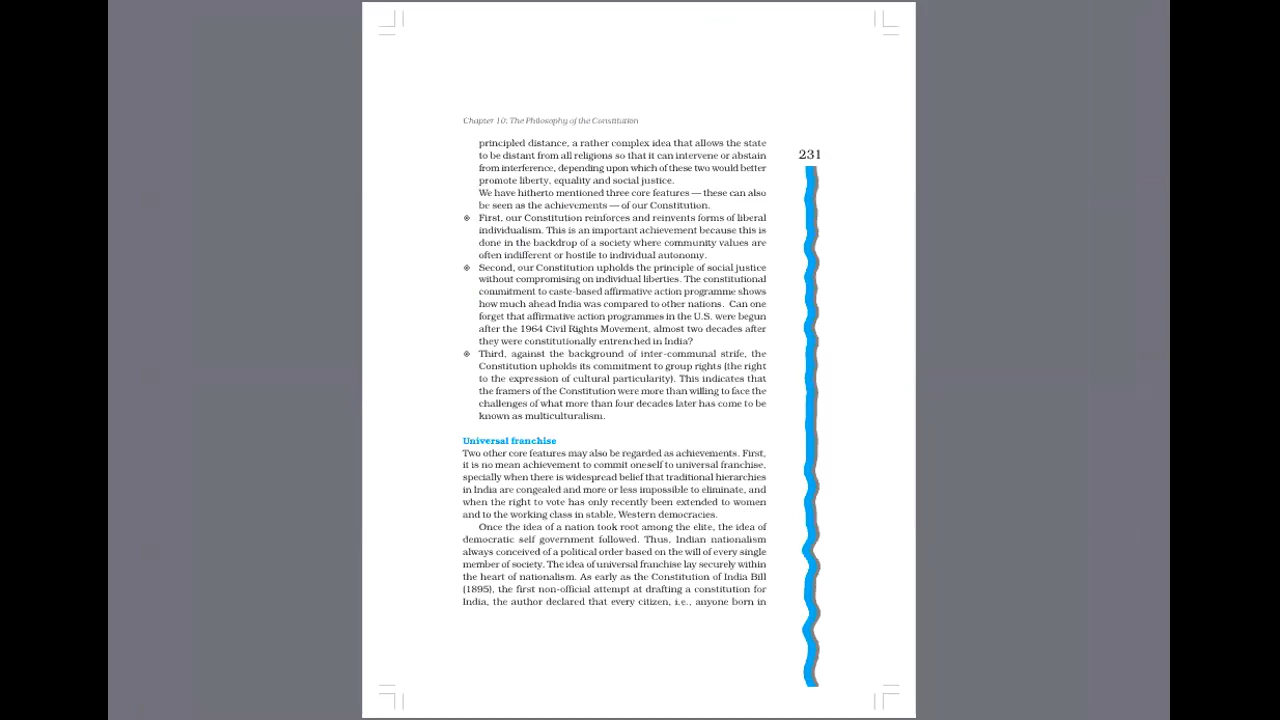 Chapter 10: The Philosophy of the Constitution
231
principled distance, a rather complex idea that allows the state
to be distant from all religions so that it can intervene or abstain
from interference, depending upon which of these two would better
promote liberty, equality and social justice.
We have hitherto mentioned three core features — these can also
be seen as the achievements — of our Constitution.
First, our Constitution reinforces and reinvents forms of liberal
individualism. This is an important achievement because this is
done in the backdrop of a society where community values are
often indifferent or hostile to individual autonomy.
Second, our Constitution upholds the principle of social justice
without compromising on individual liberties. The constitutional
commitment to caste-based affirmative action programme shows
how much ahead India was compared to other nations. Can one
forget that affirmative action programmes in the U.S. were begun
after the 1964 Civil Rights Movement, almost two decades after
they were constitutionally entrenched in India?
Third, against the background of inter-communal strife, the
Constitution upholds its commitment to group rights (the right
to the expression of cultural particularity). This indicates that
the framers of the Constitution were more than willing to face the
challenges of what more than four decades later has come to be
known as multiculturalism.
Universal franchise
Two other core features may also be regarded as achievements. First,
it is no mean achievement to commit oneself to universal franchise,
specially when there is widespread belief that traditional hierarchies
in India are congealed and more or less impossible to eliminate, and
when the right to vote has only recently been extended to women
and to the working class in stable, Western democracies.
Once the idea of a nation took root among the elite, the idea of
democratic self government followed. Thus, Indian nationalism
always conceived of a political order based on the will of every single
member of society. The idea of universal franchise lay securely within
the heart of nationalism. As early as the Constitution of India Bill
(1895), the first non-official attempt at drafting a constitution for
India, the author declared that every citizen, i.e., anyone born in